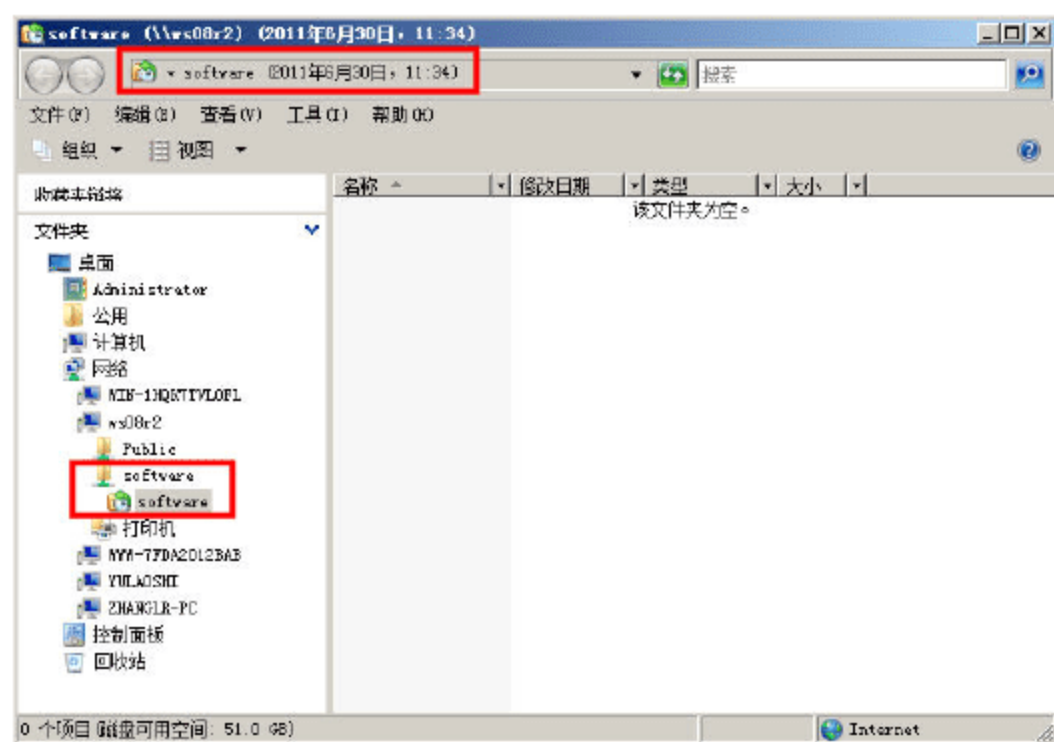 software (\\ws08r2) (2011年6月30日，11:34)
software (2011年6月30日，11:34)
搜索
文件(F) 编辑(E) 查看(V) 工具(T) 帮助(H)
组织 视图
收藏夹链接
名称 修改日期 类型 大小
该文件夹为空。
文件夹
桌面
Administrator
公用
计算机
网络
ws08r2
Public
software
software
打印机
YULAOSHI
ZHANGLR-PC
控制面板
回收站
0 个项目 (磁盘可用空间: 51.0 GB)
Internet